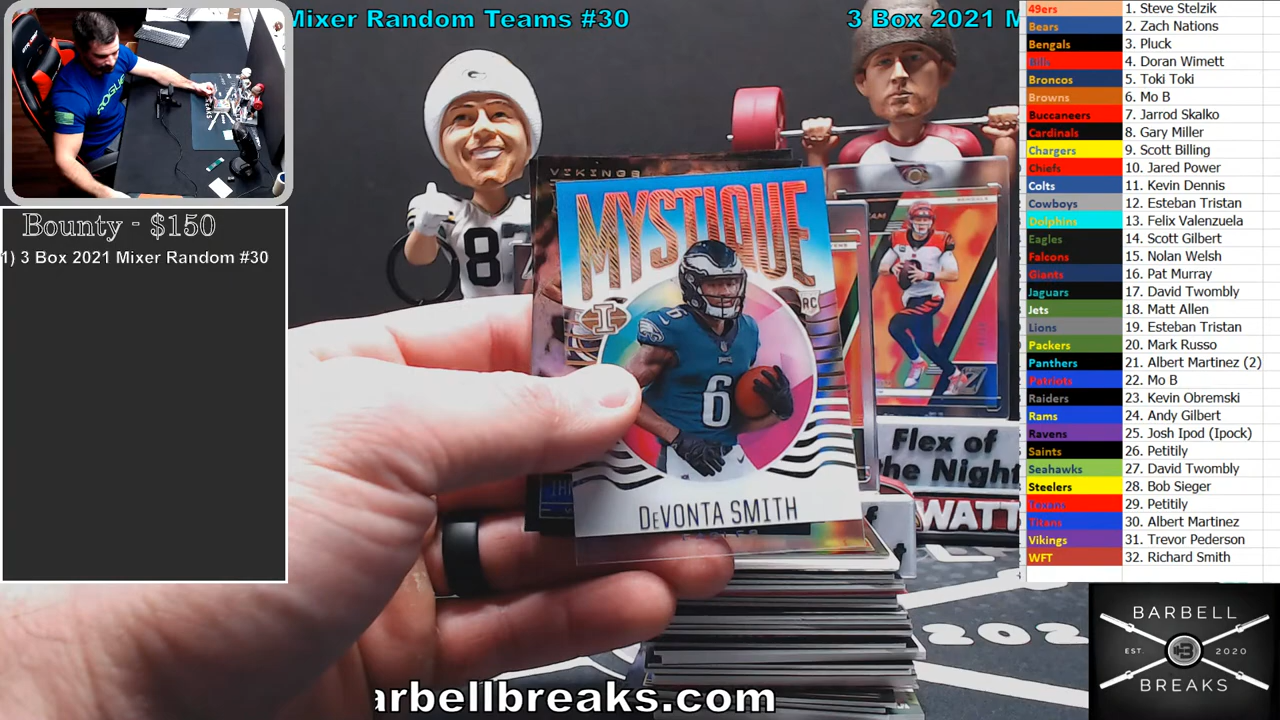 Mixer Random Teams #30
3 Box 2021 M
Bounty - $150
1) 3 Box 2021 Mixer Random #30
VIKINGS
MYSTIQUE
RC
I
6
DEVONTA SMITH
87
Flex of
the Night
WATT
202
arbellbreaks.com
49ers 1. Steve Stelzik
Bears 2. Zach Nations
Bengals 3. Pluck
Bills 4. Doran Wimett
Broncos 5. Toki Toki
Browns 6. Mo B
Buccaneers 7. Jarrod Skalko
Cardinals 8. Gary Miller
Chargers 9. Scott Billing
Chiefs 10. Jared Power
Colts 11. Kevin Dennis
Cowboys 12. Esteban Tristan
Dolphins 13. Felix Valenzuela
Eagles 14. Scott Gilbert
Falcons 15. Nolan Welsh
Giants 16. Pat Murray
Jaguars 17. David Twombly
Jets 18. Matt Allen
Lions 19. Esteban Tristan
Packers 20. Mark Russo
Panthers 21. Albert Martinez (2)
Patriots 22. Mo B
Raiders 23. Kevin Obremski
Rams 24. Andy Gilbert
Ravens 25. Josh Ipod (Ipock)
Saints 26. Petitily
Seahawks 27. David Twombly
Steelers 28. Bob Sieger
Texans 29. Petitily
Titans 30. Albert Martinez
Vikings 31. Trevor Pederson
WFT 32. Richard Smith
BARBELL
EST. 2020
BREAKS